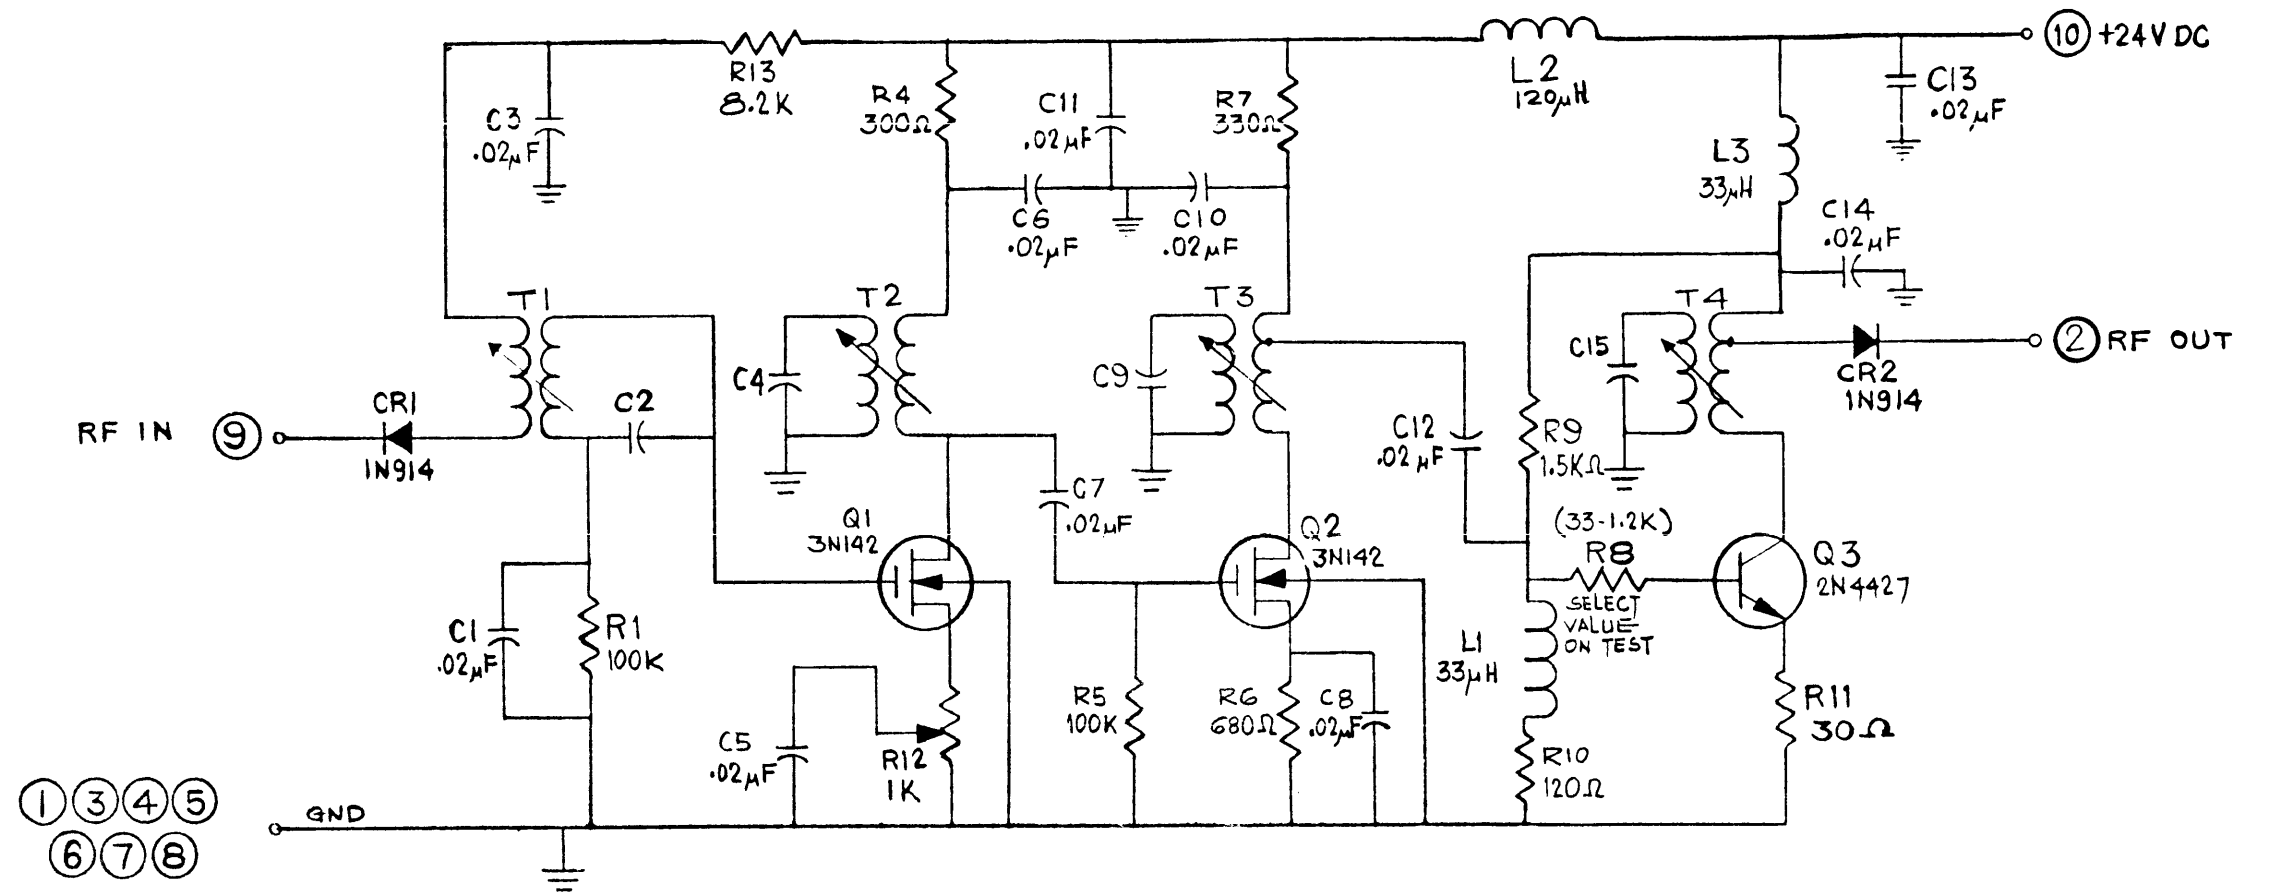 10 +24V DC
R13
8.2K
L2
120µH
C13
.02µF
C3
.02µF
R4
300Ω
C11
.02µF
R7
330Ω
L3
33µH
C6
.02µF
C10
.02µF
C14
.02µF
T1
T2
T3
T4
RF IN 9
CR1
1N914
C2
C4
C9
C12
.02µF
C15
R9
1.5KΩ
CR2
1N914
2 RF OUT
C7
.02µF
Q1
3N142
Q2
3N142
(33-1.2K)
R8
SELECT
VALUE
ON TEST
Q3
2N4427
C1
.02µF
R1
100K
L1
33µH
C5
.02µF
R12
1K
R5
100K
R6
680Ω
C8
.02µF
R10
120Ω
R11
30Ω
1 3 4 5
6 7 8
GND